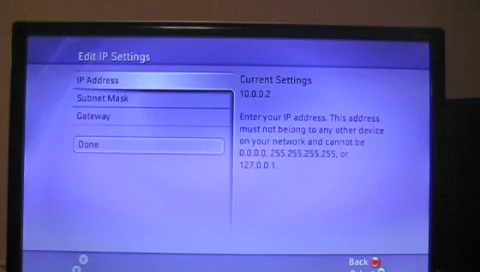 Edit IP Settings
IP Address
Subnet Mask
Gateway
Done
Current Settings
10.0.0.2
Enter your IP address. This address
must not belong to any other device
on your network and cannot be
0.0.0.0, 255.255.255.255, or
127.0.0.1.
Back